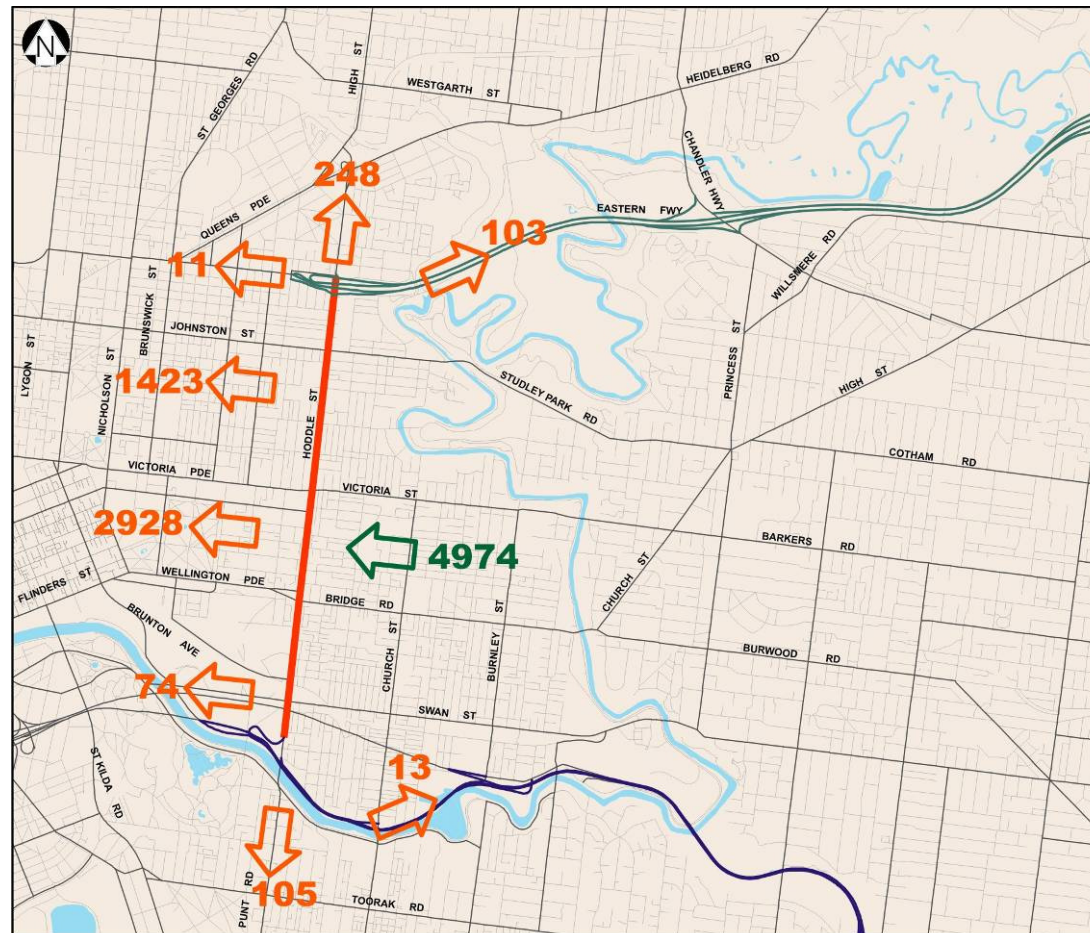 N
ST GEORGES RD
HIGH ST
WESTGARTH ST
HEIDELBERG RD
CHANDLER HWY
248
QUEENS PDE
EASTERN FWY
103
11
WILLSMERE RD
BRUNSWICK ST
JOHNSTON ST
LYGON ST
NICHOLSON ST
1423
HODDLE ST
STUDLEY PARK RD
PRINCESS ST
HIGH ST
COTHAM RD
VICTORIA PDE
VICTORIA ST
2928
4974
BARKERS RD
FLINDERS ST
WELLINGTON PDE
BRIDGE RD
CHURCH ST
BRUNTON AVE
CHURCH ST
BURNLEY ST
BURWOOD RD
74
SWAN ST
ST KILDA RD
13
105
PUNT RD
TOORAK RD